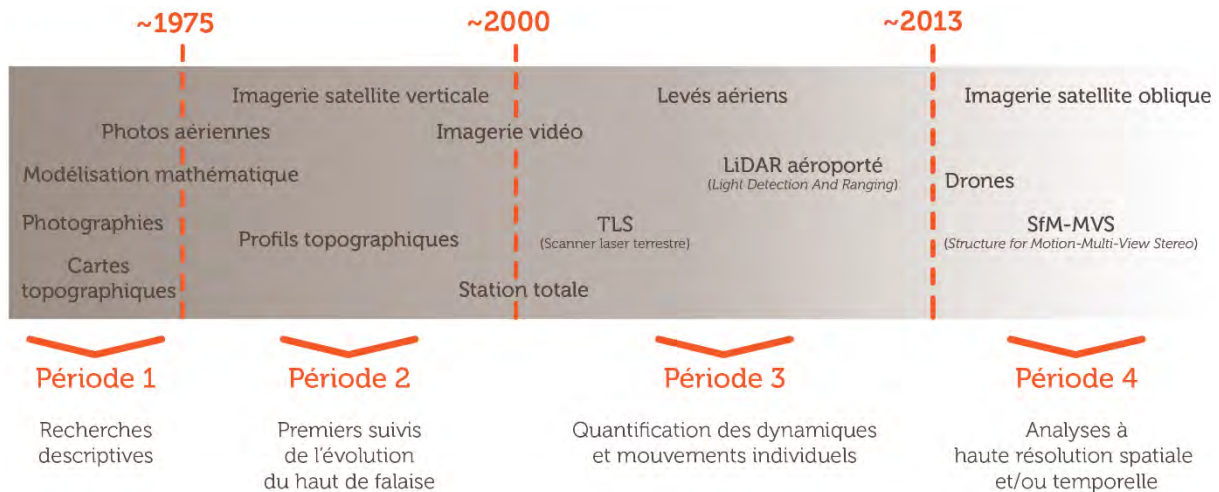 ~1975
~2000
~2013
Imagerie satellite verticale
Levés aériens
Imagerie satellite oblique
Photos aériennes
Imagerie vidéo
Modélisation mathématique
LiDAR aéroporté
(Light Detection And Ranging)
Drones
Photographies
Profils topographiques
TLS
(Scanner laser terrestre)
SfM-MVS
(Structure for Motion-Multi-View Stereo)
Cartes
topographiques
Station totale
Période 1
Recherches
descriptives
Période 2
Premiers suivis
de l'évolution
du haut de falaise
Période 3
Quantification des dynamiques
et mouvements individuels
Période 4
Analyses à
haute résolution spatiale
et/ou temporelle